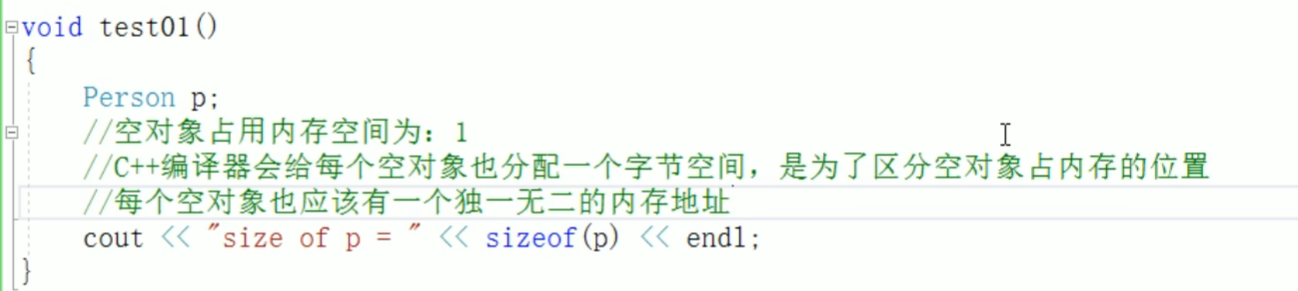 void test01()
{
Person p;
//空对象占用内存空间为：1
//C++编译器会给每个空对象也分配一个字节空间，是为了区分空对象占内存的位置
//每个空对象也应该有一个独一无二的内存地址
cout << "size of p = " << sizeof(p) << endl;
}